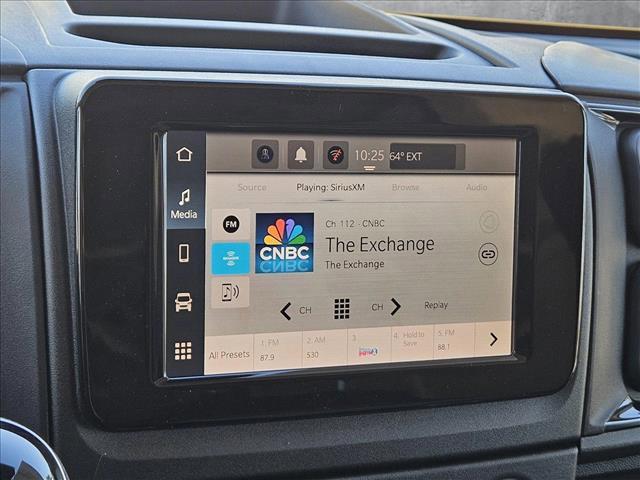 10:25 64° EXT
Source Playing: SiriusXM Browse Audio
Media
FM
Ch 112 - CNBC
The Exchange
The Exchange
CNBC
CH CH Replay
All Presets
1. FM
87.9
2. AM
530
3.
4. Hold to
Save
5. FM
88.1